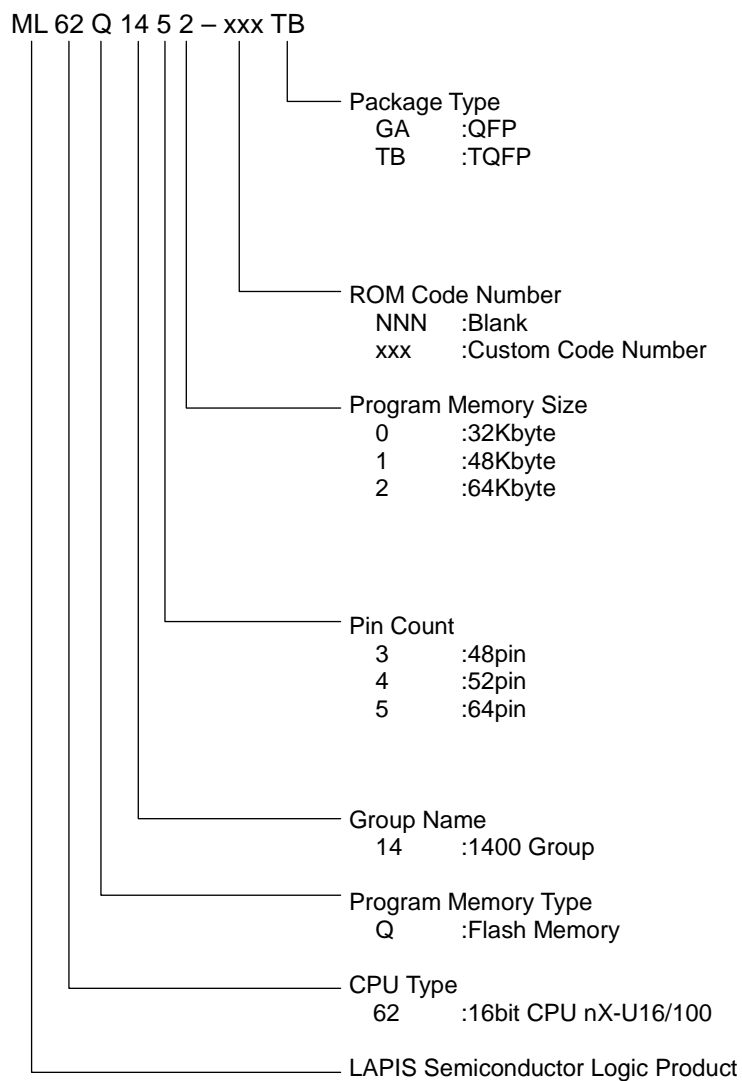 ML 62 Q 14 5 2 – xxx TB
Package Type
GA :QFP
TB :TQFP
ROM Code Number
NNN :Blank
xxx :Custom Code Number
Program Memory Size
0 :32Kbyte
1 :48Kbyte
2 :64Kbyte
Pin Count
3 :48pin
4 :52pin
5 :64pin
Group Name
14 :1400 Group
Program Memory Type
Q :Flash Memory
CPU Type
62 :16bit CPU nX-U16/100
LAPIS Semiconductor Logic Product